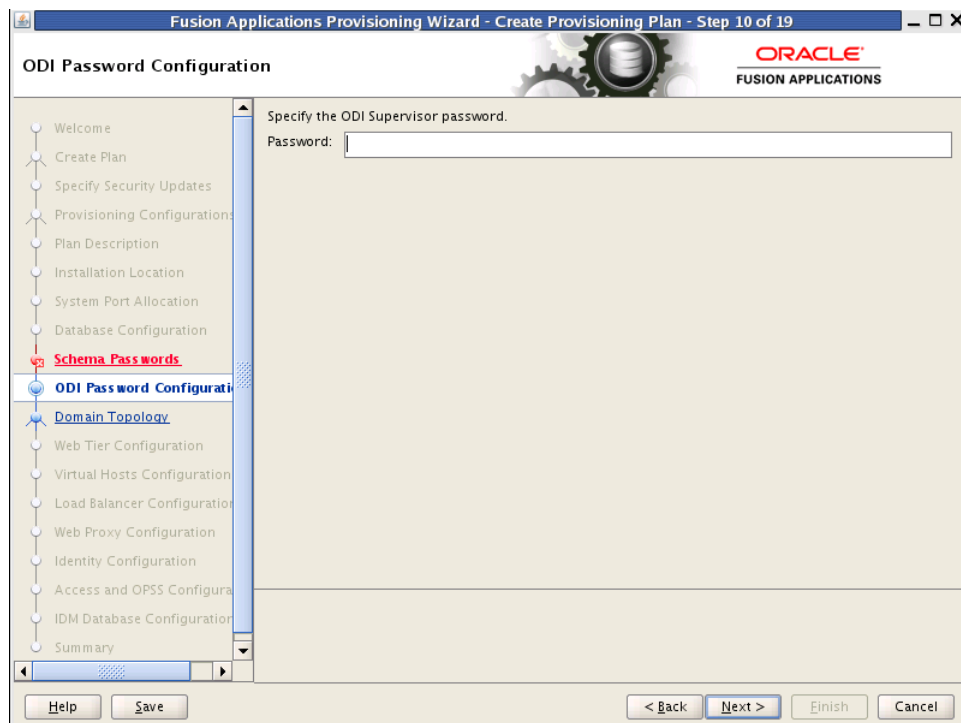 Fusion Applications Provisioning Wizard - Create Provisioning Plan - Step 10 of 19
ODI Password Configuration
ORACLE
FUSION APPLICATIONS
Welcome
Create Plan
Specify Security Updates
Provisioning Configurations
Plan Description
Installation Location
System Port Allocation
Database Configuration
Schema Passwords
ODI Password Configurati
Domain Topology
Web Tier Configuration
Virtual Hosts Configuration
Load Balancer Configuration
Web Proxy Configuration
Identity Configuration
Access and OPSS Configura
IDM Database Configuration
Summary
Specify the ODI Supervisor password.
Password:
Help
Save
< Back
Next >
Finish
Cancel